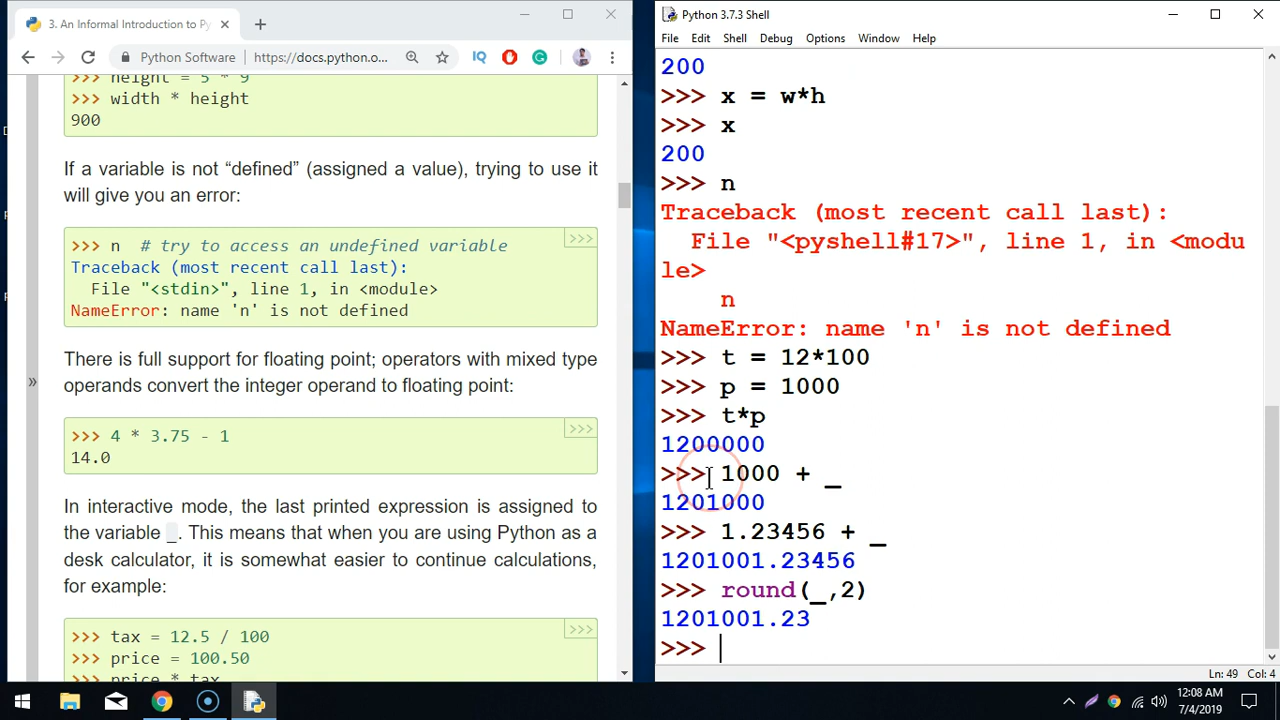 3. An Informal Introduction to Py
Python Software
https://docs.python.o...
>>> height = 5 * 9
>>> width * height
900
If a variable is not “defined” (assigned a value), trying to use it
will give you an error:
>>> n  # try to access an undefined variable
>>>
Traceback (most recent call last):
  File "<stdin>", line 1, in <module>
NameError: name 'n' is not defined
There is full support for floating point; operators with mixed type
operands convert the integer operand to floating point:
>>> 4 * 3.75 - 1
>>>
14.0
In interactive mode, the last printed expression is assigned to
the variable _. This means that when you are using Python as a
desk calculator, it is somewhat easier to continue calculations,
for example:
>>> tax = 12.5 / 100
>>>
>>> price = 100.50
>>> price * tax
»
Python 3.7.3 Shell
File Edit Shell Debug Options Window Help
200
>>> x = w*h
>>> x
200
>>> n
Traceback (most recent call last):
  File "<pyshell#17>", line 1, in <modu
le>
    n
NameError: name 'n' is not defined
>>> t = 12*100
>>> p = 1000
>>> t*p
1200000
>>> 1000 + _
1201000
>>> 1.23456 + _
1201001.23456
>>> round(_,2)
1201001.23
>>>
Ln: 49 Col: 4
IQ
12:08 AM
7/4/2019